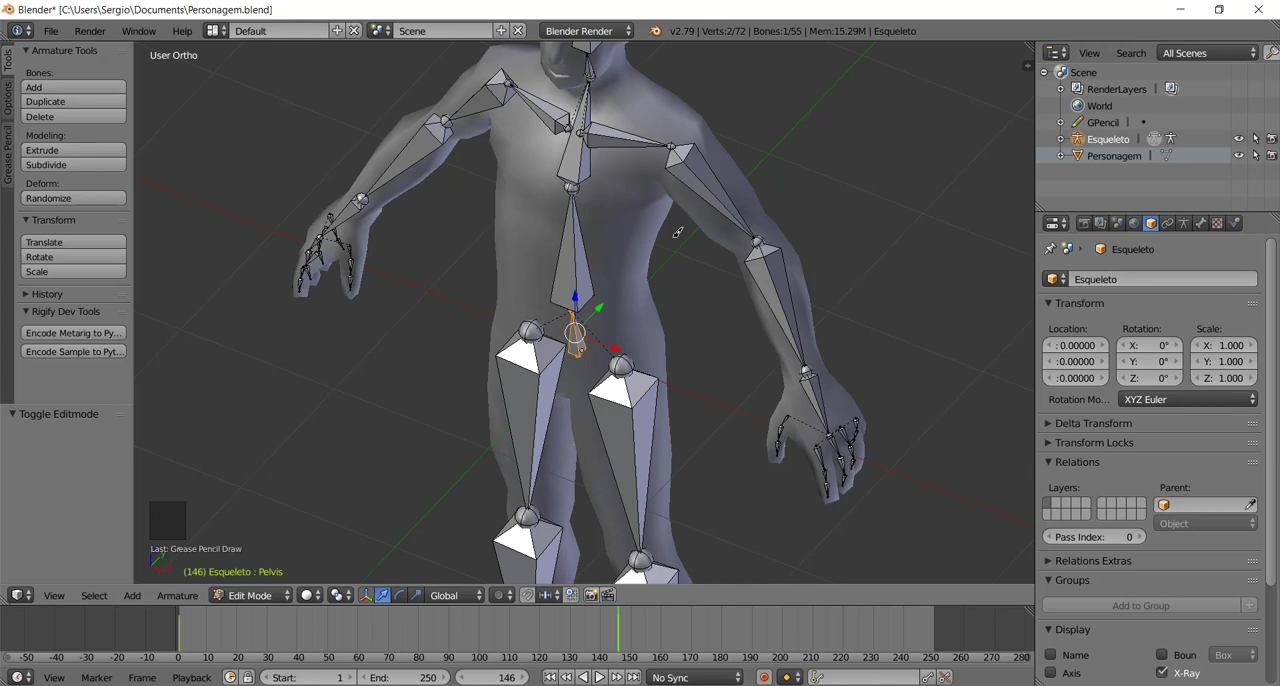 Blender* [C:\Users\Sergio\Documents\Personagem.blend]
File Render Window Help Default Scene Blender Render v2.79 | Verts:2/72 | Bones:1/55 | Mem:15.29M | Esqueleto
Tools
Options
Grease Pencil
Armature Tools
Bones:
Add
Duplicate
Delete
Modeling:
Extrude
Subdivide
Deform:
Randomize
Transform
Translate
Rotate
Scale
History
Rigify Dev Tools
Encode Metarig to Py...
Encode Sample to Pyt...
Toggle Editmode
User Ortho
Last: Grease Pencil Draw
(146) Esqueleto : Pelvis
View Select Add Armature Edit Mode Global
-50 -40 -30 -20 -10 0 10 20 30 40 50 60 70 80 90 100 110 120 130 140 150 160 170 180 190 200 210 220 230 240 250 260 270 280
View Marker Frame Playback Start: 1 End: 250 146 No Sync
View Search All Scenes
Scene
RenderLayers
World
GPencil
Esqueleto
Personagem
Esqueleto
Esqueleto
Transform
Location: Rotation: Scale:
: 0.00000 X: 0° X: 1.000
:0.00000 Y: 0° Y: 1.000
:0.00000 Z: 0° Z: 1.000
Rotation Mo... XYZ Euler
Delta Transform
Transform Locks
Relations
Layers: Parent:
Object
Pass Index: 0
Relations Extras
Groups
Add to Group
Display
Name Boun Box
Axis X-Ray